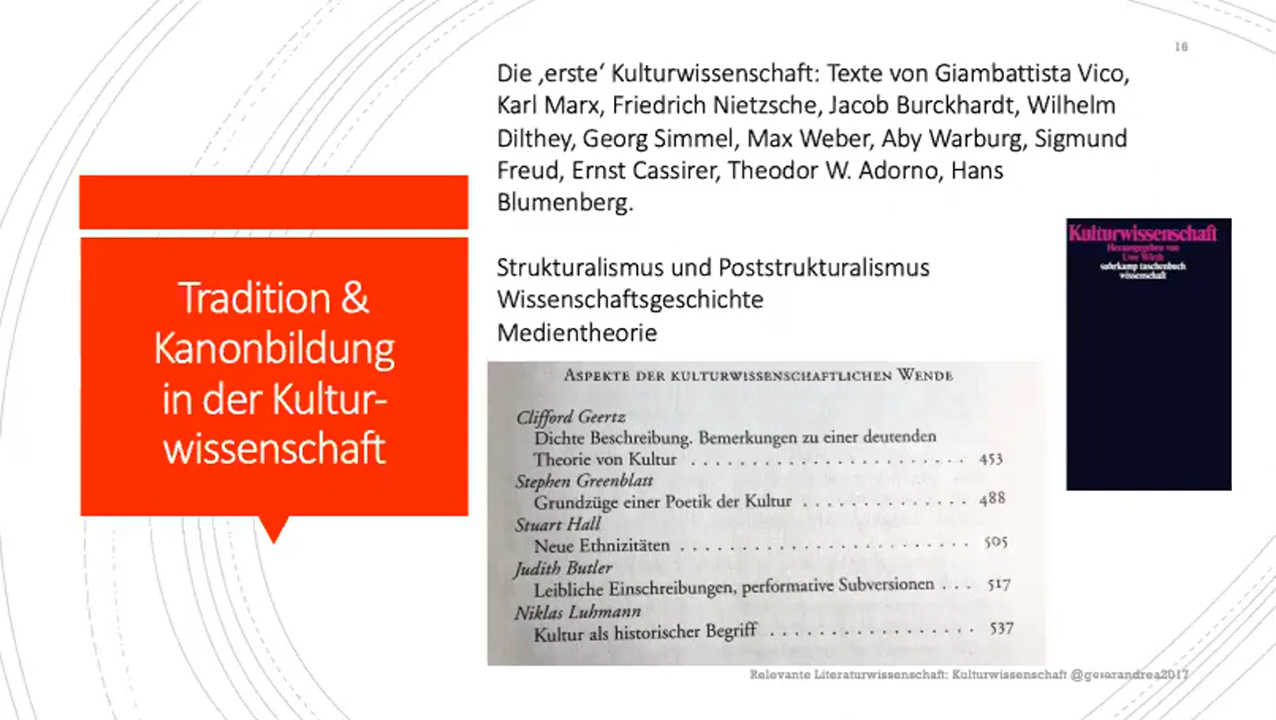 16
Die ‚erste‘ Kulturwissenschaft: Texte von Giambattista Vico,
Karl Marx, Friedrich Nietzsche, Jacob Burckhardt, Wilhelm
Dilthey, Georg Simmel, Max Weber, Aby Warburg, Sigmund
Freud, Ernst Cassirer, Theodor W. Adorno, Hans
Blumenberg.
Strukturalismus und Poststrukturalismus
Wissenschaftsgeschichte
Medientheorie
Tradition &
Kanonbildung
in der Kultur-
wissenschaft
Kulturwissenschaft
Herausgegeben von
Uwe Wirth
suhrkamp taschenbuch
wissenschaft
ASPEKTE DER KULTURWISSENSCHAFTLICHEN WENDE
Clifford Geertz
Dichte Beschreibung. Bemerkungen zu einer deutenden
Theorie von Kultur . . . . . . . . . . . . . . . . . . . . . . . 453
Stephen Greenblatt
Grundzüge einer Poetik der Kultur . . . . . . . . . . . . . 488
Stuart Hall
Neue Ethnizitäten . . . . . . . . . . . . . . . . . . . . . . . . 505
Judith Butler
Leibliche Einschreibungen, performative Subversionen . . . 517
Niklas Luhmann
Kultur als historischer Begriff . . . . . . . . . . . . . . . . 537
Relevante Literaturwissenschaft: Kulturwissenschaft